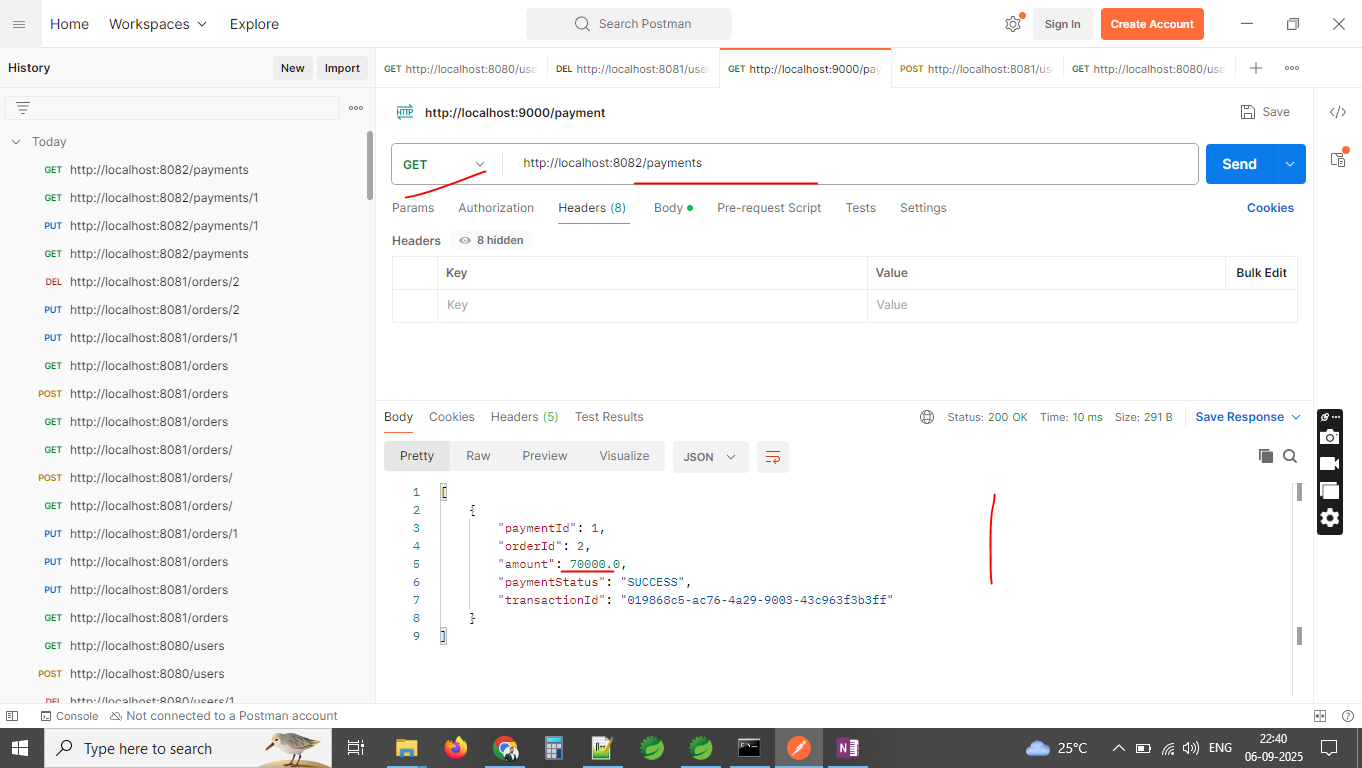 Home Workspaces Explore Search Postman Sign In Create Account
History New Import
GET http://localhost:8080/use DEL http://localhost:8081/user GET http://localhost:9000/pay POST http://localhost:8081/us GET http://localhost:8080/use
HTTP http://localhost:9000/payment Save
Today
GET http://localhost:8082/payments
GET http://localhost:8082/payments/1
PUT http://localhost:8082/payments/1
GET http://localhost:8082/payments
DEL http://localhost:8081/orders/2
PUT http://localhost:8081/orders/2
PUT http://localhost:8081/orders/1
GET http://localhost:8081/orders
POST http://localhost:8081/orders
GET http://localhost:8081/orders
GET http://localhost:8081/orders/
POST http://localhost:8081/orders/
GET http://localhost:8081/orders/
PUT http://localhost:8081/orders/1
PUT http://localhost:8081/orders
PUT http://localhost:8081/orders
GET http://localhost:8081/orders
GET http://localhost:8080/users
POST http://localhost:8080/users
DEL http://localhost:8080/users/1
GET http://localhost:8082/payments Send
Params Authorization Headers (8) Body Pre-request Script Tests Settings Cookies
Headers 8 hidden
Key Value Bulk Edit
Key Value
Body Cookies Headers (5) Test Results Status: 200 OK Time: 10 ms Size: 291 B Save Response
Pretty Raw Preview Visualize JSON
1 [
2 {
3 "paymentId": 1,
4 "orderId": 2,
5 "amount": 70000.0,
6 "paymentStatus": "SUCCESS",
7 "transactionId": "019868c5-ac76-4a29-9003-43c963f3b3ff"
8 }
9 ]
Console Not connected to a Postman account
Type here to search 25°C ENG 22:40
06-09-2025